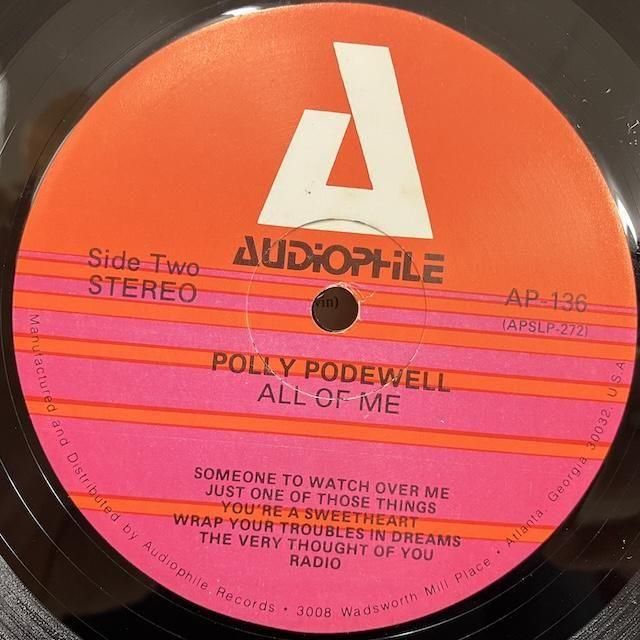 AUDIOPHILE
Side Two
STEREO
AP-136
(APSLP-272)
vin)
POLLY PODEWELL
ALL OF ME
SOMEONE TO WATCH OVER ME
JUST ONE OF THOSE THINGS
YOU'RE A SWEETHEART
WRAP YOUR TROUBLES IN DREAMS
THE VERY THOUGHT OF YOU
RADIO
Manufactured and Distributed by Audiophile Records • 3008 Wadsworth Mill Place • Atlanta, Georgia 30032, U.S.A.